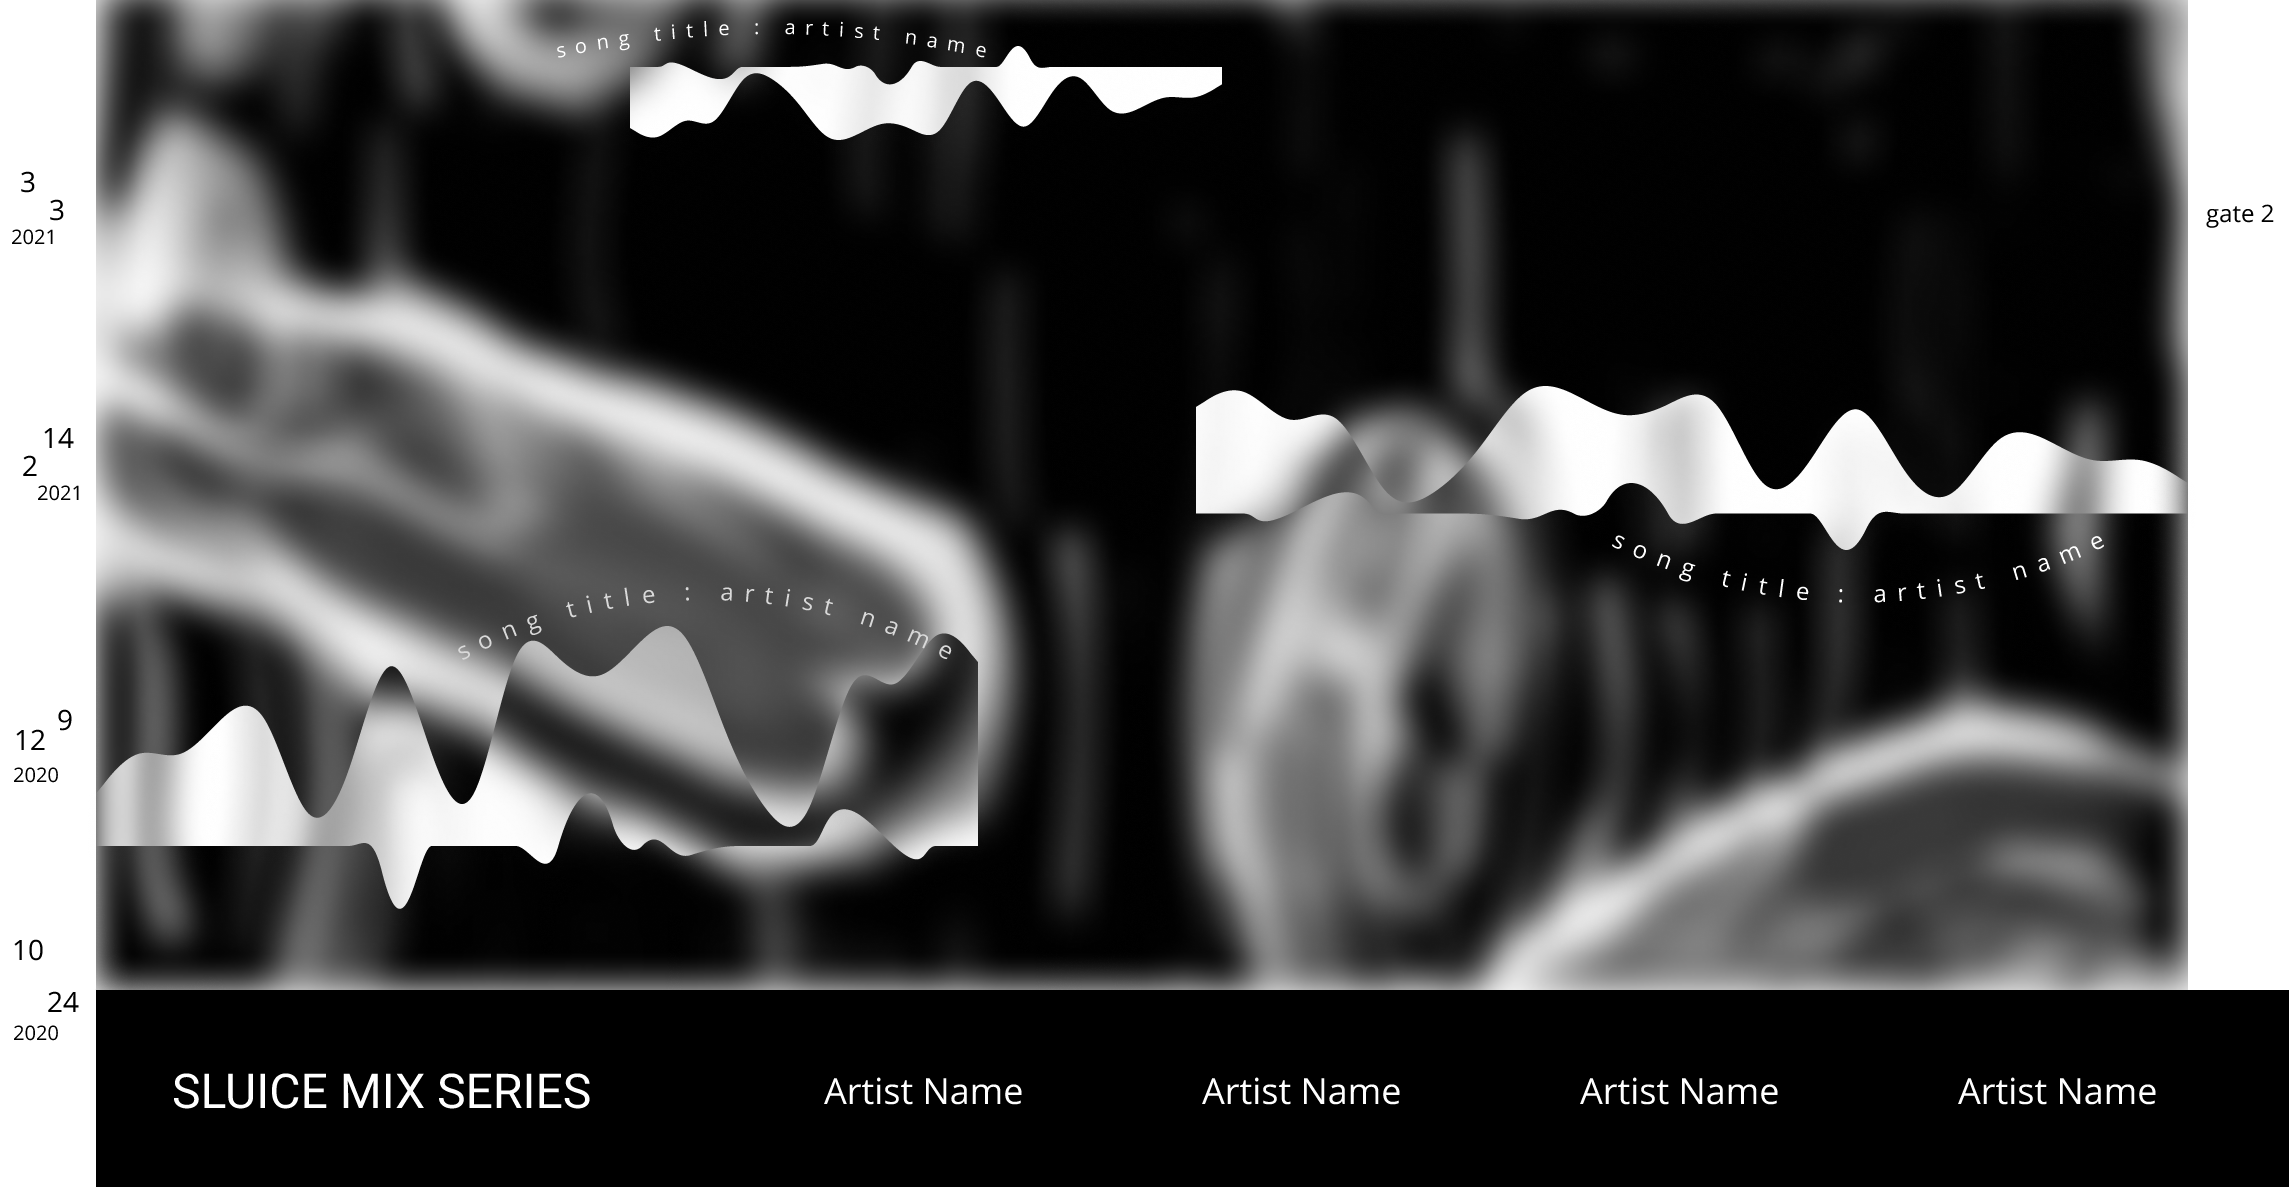 song title : artist name
3
3
2021
gate 2
14
2
2021
song title : artist name
song title : artist name
9
12
2020
10
24
2020
SLUICE MIX SERIES
Artist Name
Artist Name
Artist Name
Artist Name